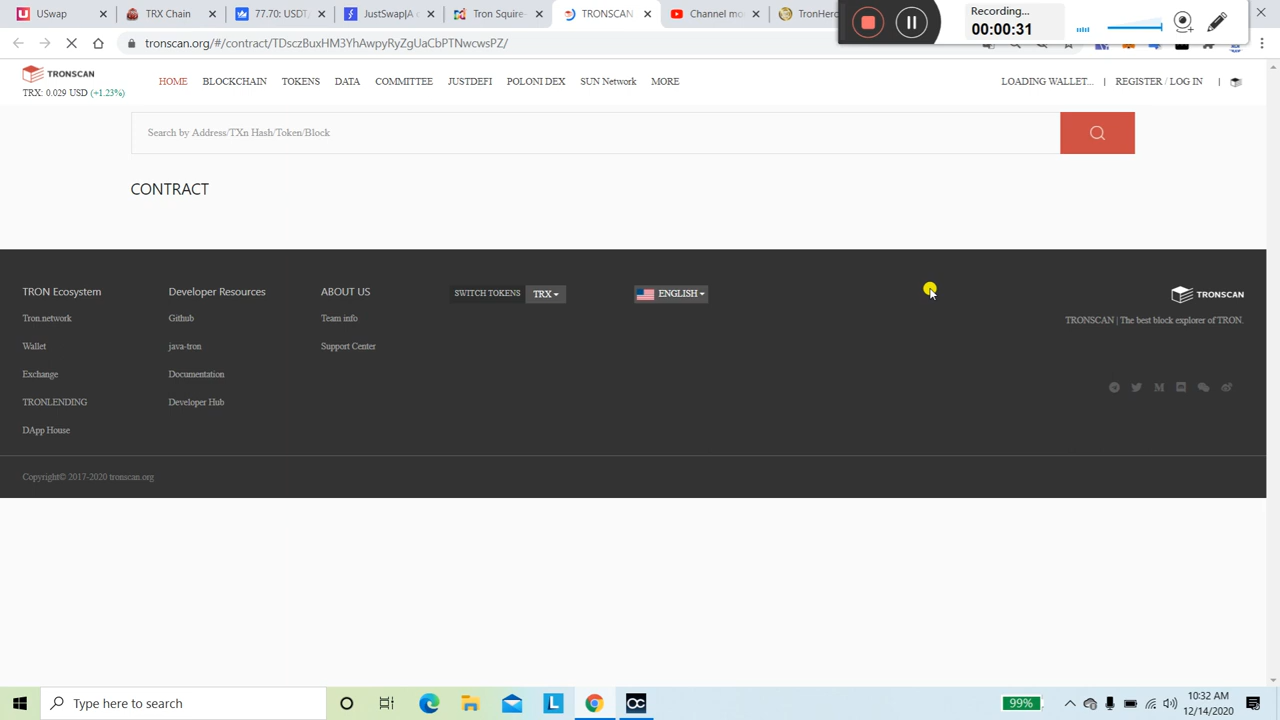 USwap
TRX Chain
77.70: UD
JustSwap|A d
Tron Squire-
TRONSCAN
Channel mo
TronHero
Recording...
00:00:31
TRONSCAN
TRX: 0.029 USD (+1.23%)
HOME BLOCKCHAIN TOKENS DATA COMMITTEE JUSTDEFI POLONI DEX SUN Network MORE
LOADING WALLET... | REGISTER / LOG IN |
Search by Address/TXn Hash/Token/Block
CONTRACT
TRON Ecosystem
Tron.network
Wallet
Exchange
TRONLENDING
DApp House
Developer Resources
Github
java-tron
Documentation
Developer Hub
ABOUT US
Team info
Support Center
SWITCH TOKENS TRX
ENGLISH
TRONSCAN
TRONSCAN | The best block explorer of TRON.
Copyright© 2017-2020 tronscan.org
Type here to search
99%
10:32 AM
12/14/2020